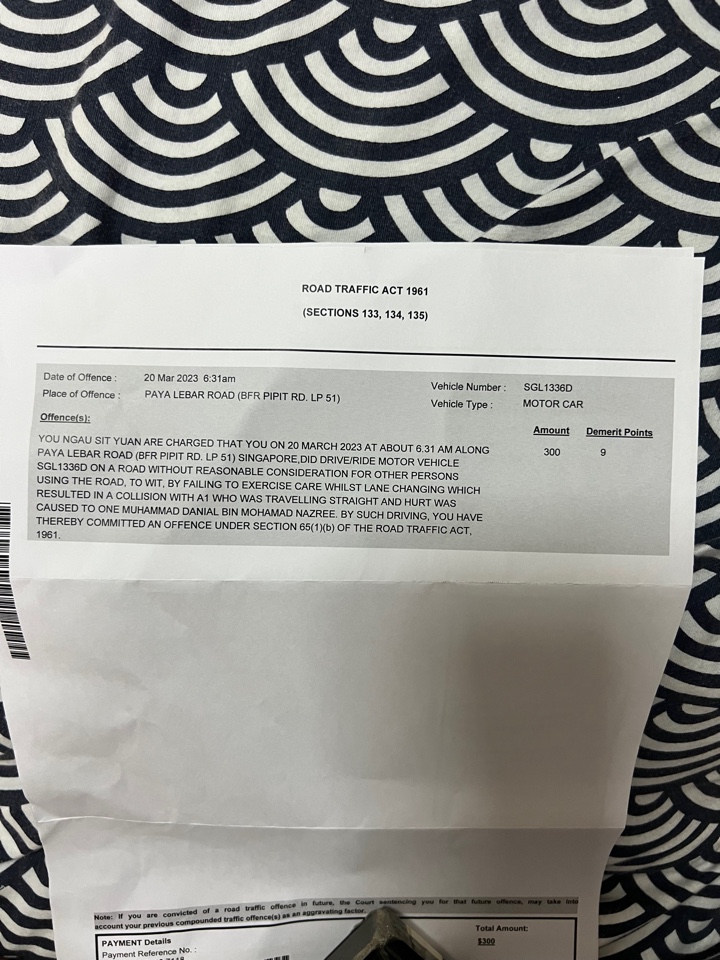 ROAD TRAFFIC ACT 1961
(SECTIONS 133, 134, 135)
Date of Offence : 20 Mar 2023 6:31am
Vehicle Number : SGL1336D
Place of Offence : PAYA LEBAR ROAD (BFR PIPIT RD. LP 51)
Vehicle Type : MOTOR CAR
Offence(s):
Amount Demerit Points
300 9
YOU NGAU SIT YUAN ARE CHARGED THAT YOU ON 20 MARCH 2023 AT ABOUT 6.31 AM ALONG
PAYA LEBAR ROAD (BFR PIPIT RD. LP 51) SINGAPORE,DID DRIVE/RIDE MOTOR VEHICLE
SGL1336D ON A ROAD WITHOUT REASONABLE CONSIDERATION FOR OTHER PERSONS
USING THE ROAD, TO WIT, BY FAILING TO EXERCISE CARE WHILST LANE CHANGING WHICH
RESULTED IN A COLLISION WITH A1 WHO WAS TRAVELLING STRAIGHT AND HURT WAS
CAUSED TO ONE MUHAMMAD DANIAL BIN MOHAMAD NAZREE. BY SUCH DRIVING, YOU HAVE
THEREBY COMMITTED AN OFFENCE UNDER SECTION 65(1)(b) OF THE ROAD TRAFFIC ACT,
1961.
Note: If you are convicted of a road traffic offence in future, the Court sentencing you for that future offence, may take into
account your previous compounded traffic offence(s) as an aggravating factor.
PAYMENT Details
Total Amount:
Payment Reference No. :
$300